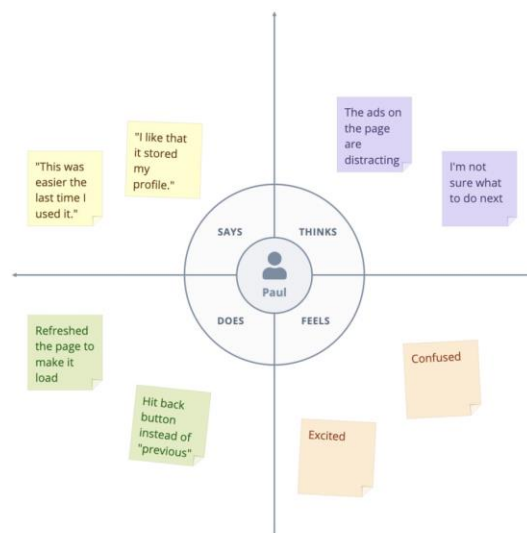 "This was
easier the
last time I
used it."
"I like that
it stored
my
profile."
The ads on
the page
are
distracting
I'm not
sure what
to do next
SAYS
THINKS
Paul
DOES
FEELS
Refreshed
the page to
make it
load
Hit back
button
instead of
"previous"
Excited
Confused